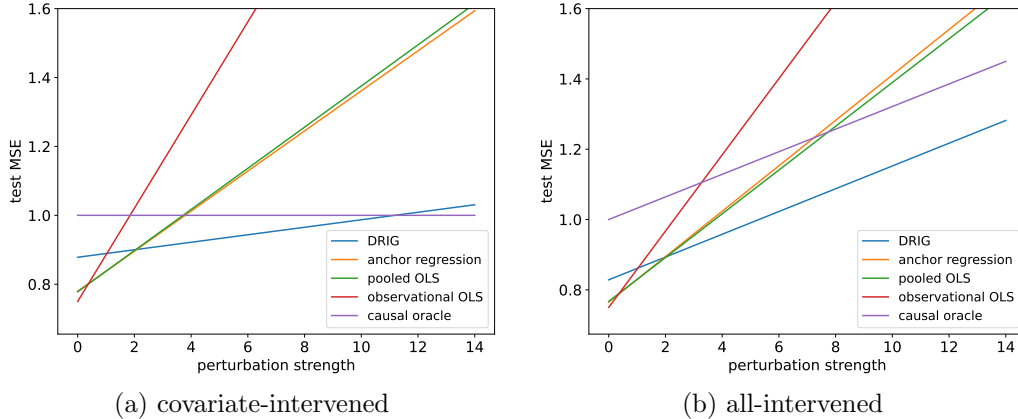 1.6
1.4
1.2
1.0
0.8
test MSE
0 2 4 6 8 10 12 14
perturbation strength
DRIG
anchor regression
pooled OLS
observational OLS
causal oracle
(a) covariate-intervened
1.6
1.4
1.2
1.0
0.8
test MSE
0 2 4 6 8 10 12 14
perturbation strength
DRIG
anchor regression
pooled OLS
observational OLS
causal oracle
(b) all-intervened